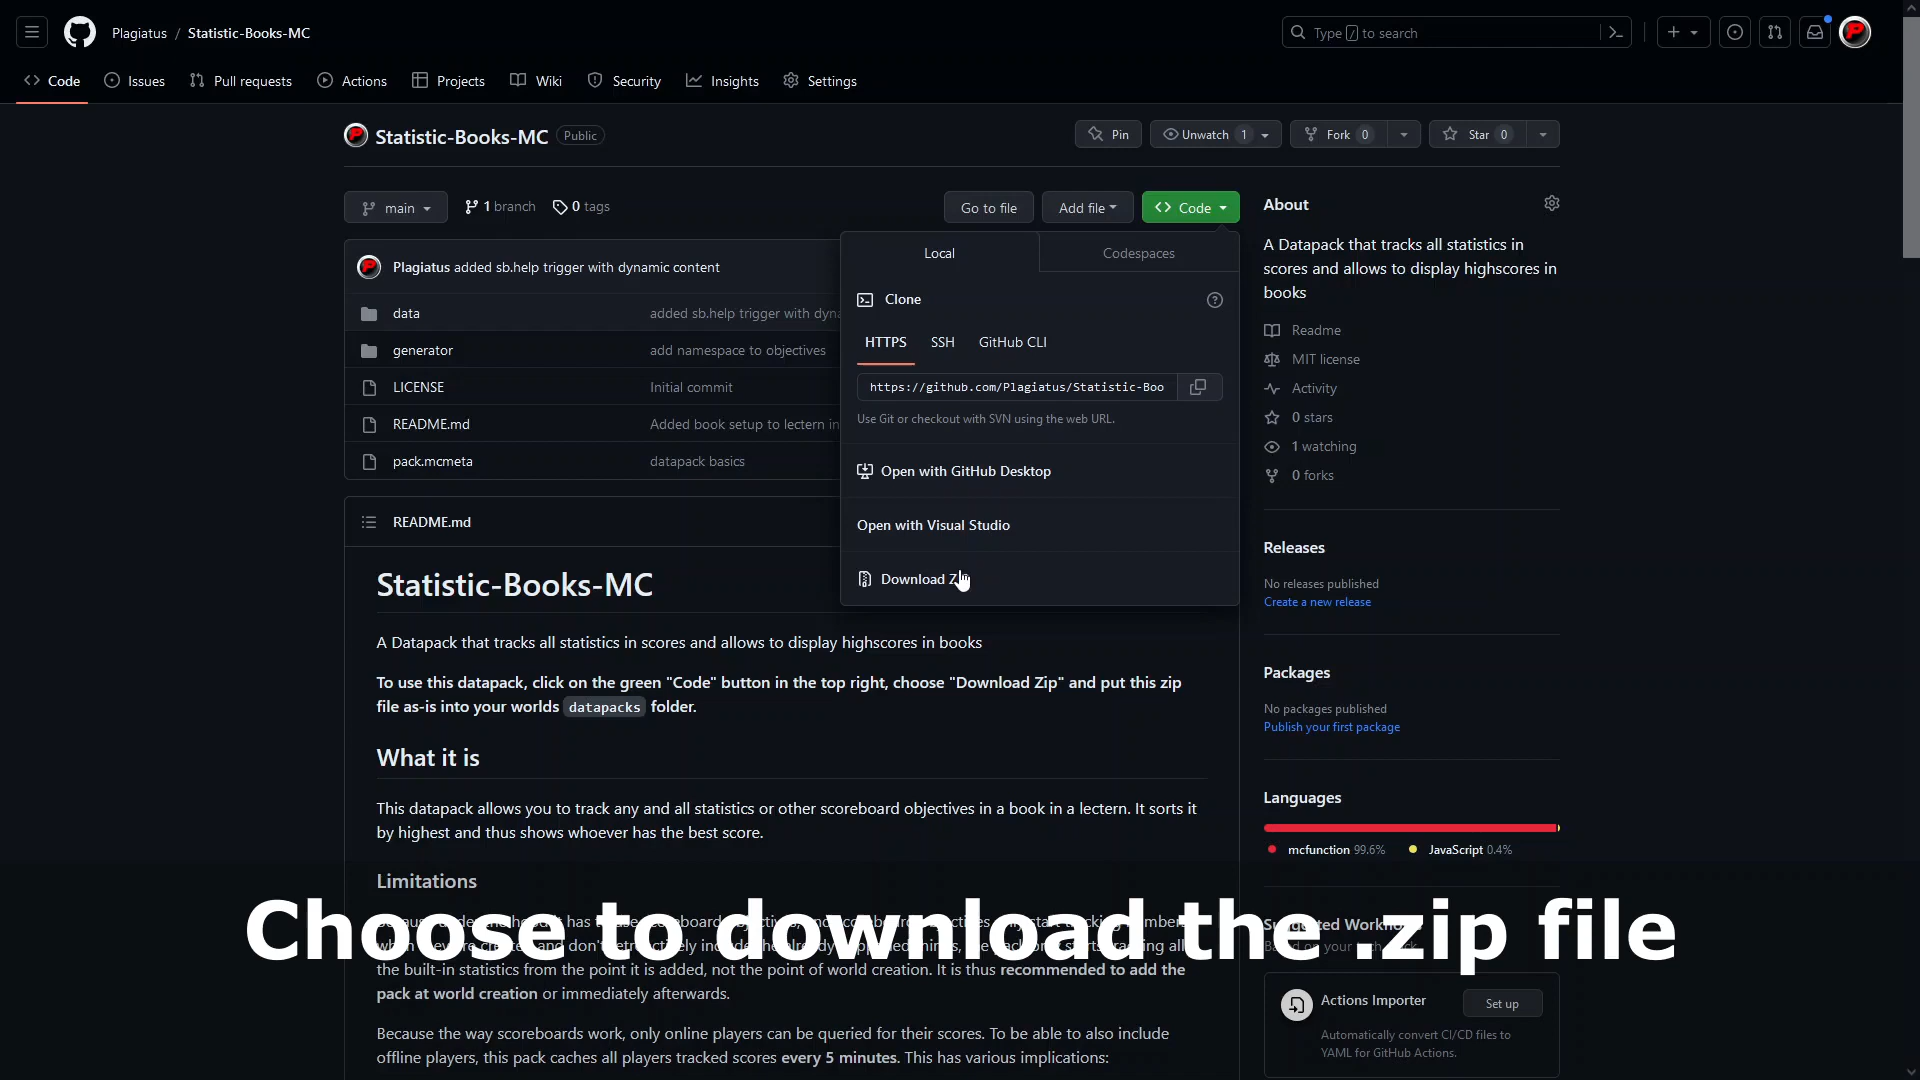 Plagiatus / Statistic-Books-MC
Type / to search
Code Issues Pull requests Actions Projects Wiki Security Insights Settings
Statistic-Books-MC Public
Pin Unwatch 1 Fork 0 Star 0
main 1 branch 0 tags Go to file Add file Code
Plagiatus added sb.help trigger with dynamic content
data added sb.help trigger with
generator add namespace to objectives
LICENSE Initial commit
README.md Added book setup to lectern
pack.mcmeta datapack basics
Local Codespaces
Clone
HTTPS SSH GitHub CLI
https://github.com/Plagiatus/Statistic-Boo
Use Git or checkout with SVN using the web URL.
Open with GitHub Desktop
Open with Visual Studio
Download
README.md
Statistic-Books-MC
A Datapack that tracks all statistics in scores and allows to display highscores in books
To use this datapack, click on the green "Code" button in the top right, choose "Download Zip" and put this zip
file as-is into your worlds datapacks folder.
What it is
This datapack allows you to track any and all statistics or other scoreboard objectives in a book in a lectern. It sorts it
by highest and thus shows whoever has the best score.
Limitations
the built-in statistics from the point it is added, not the point of world creation. It is thus recommended to add the
pack at world creation or immediately afterwards.
Because the way scoreboards work, only online players can be queried for their scores. To be able to also include
offline players, this pack caches all players tracked scores every 5 minutes. This has various implications:
About
A Datapack that tracks all statistics in
scores and allows to display highscores in
books
Readme
MIT license
Activity
0 stars
1 watching
0 forks
Releases
No releases published
Create a new release
Packages
No packages published
Publish your first package
Languages
mcfunction 99.6% JavaScript 0.4%
Actions Importer Set up
Automatically convert CI/CD files to
YAML for GitHub Actions.
Choose to download the .zip file